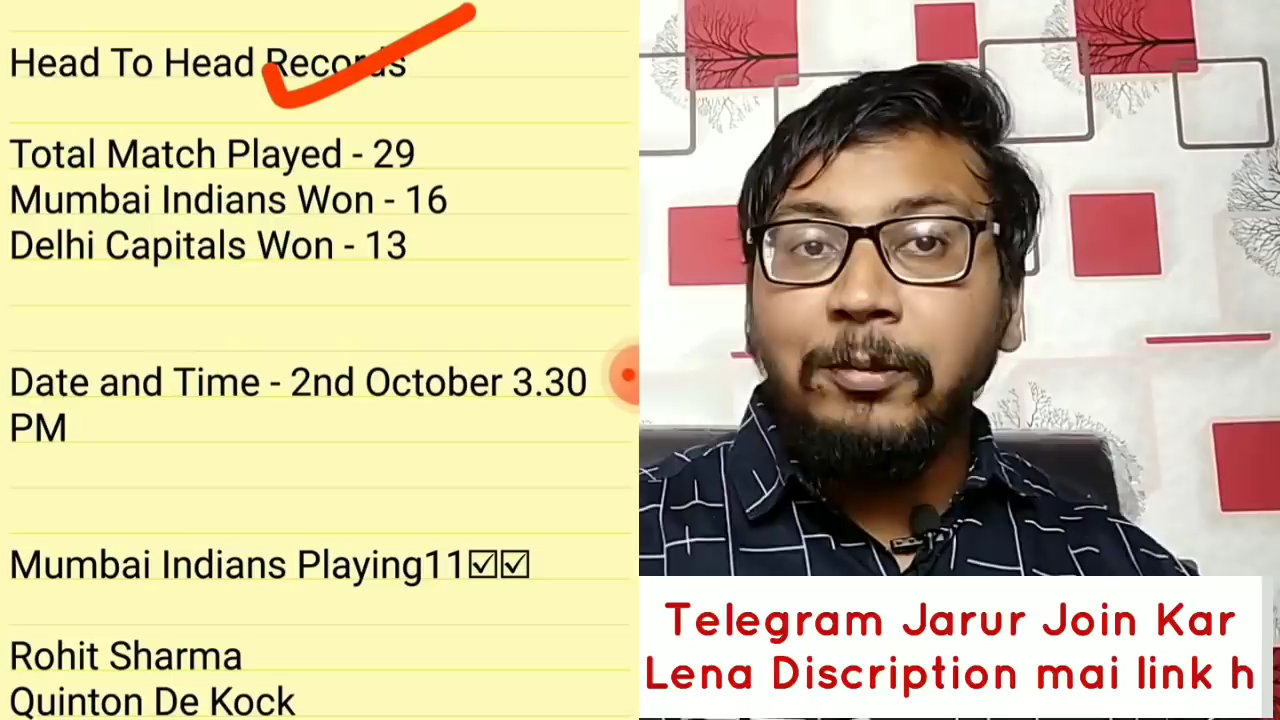 Head To Head Records
Total Match Played - 29
Mumbai Indians Won - 16
Delhi Capitals Won - 13
Date and Time - 2nd October 3.30
PM
Mumbai Indians Playing11☑☑
Rohit Sharma
Quinton De Kock
Telegram Jarur Join Kar
Lena Discription mai link h